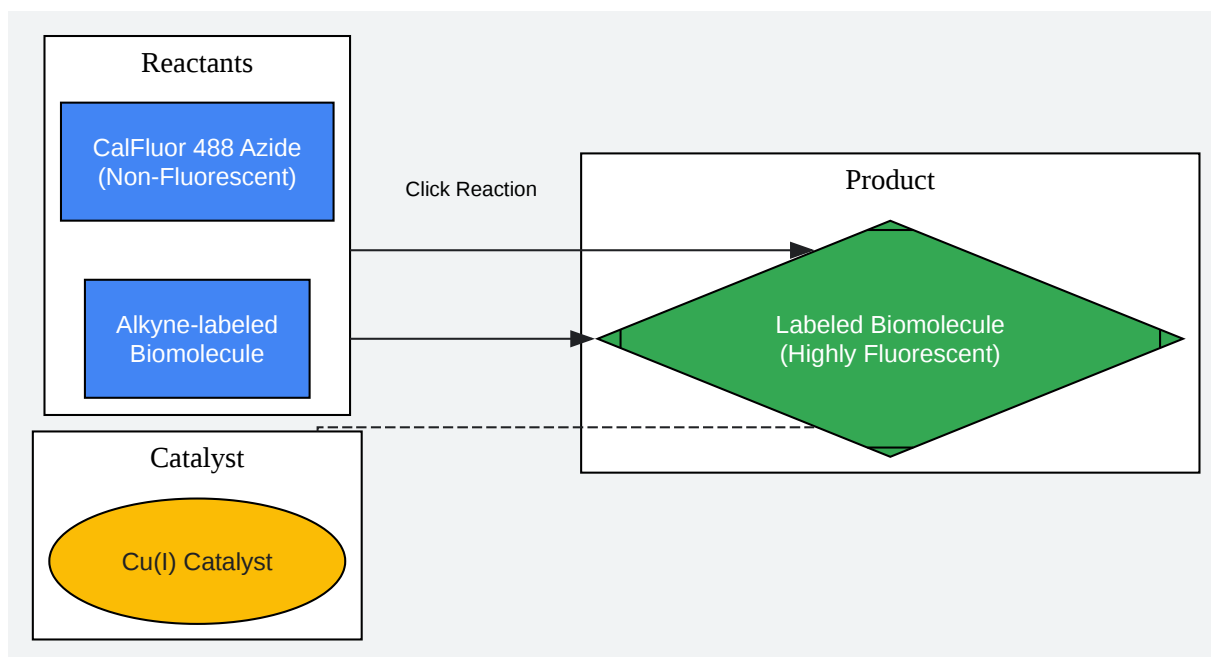 Reactants
CalFluor 488 Azide
(Non-Fluorescent)
Alkyne-labeled
Biomolecule
Click Reaction
Product
Labeled Biomolecule
(Highly Fluorescent)
Catalyst
Cu(I) Catalyst